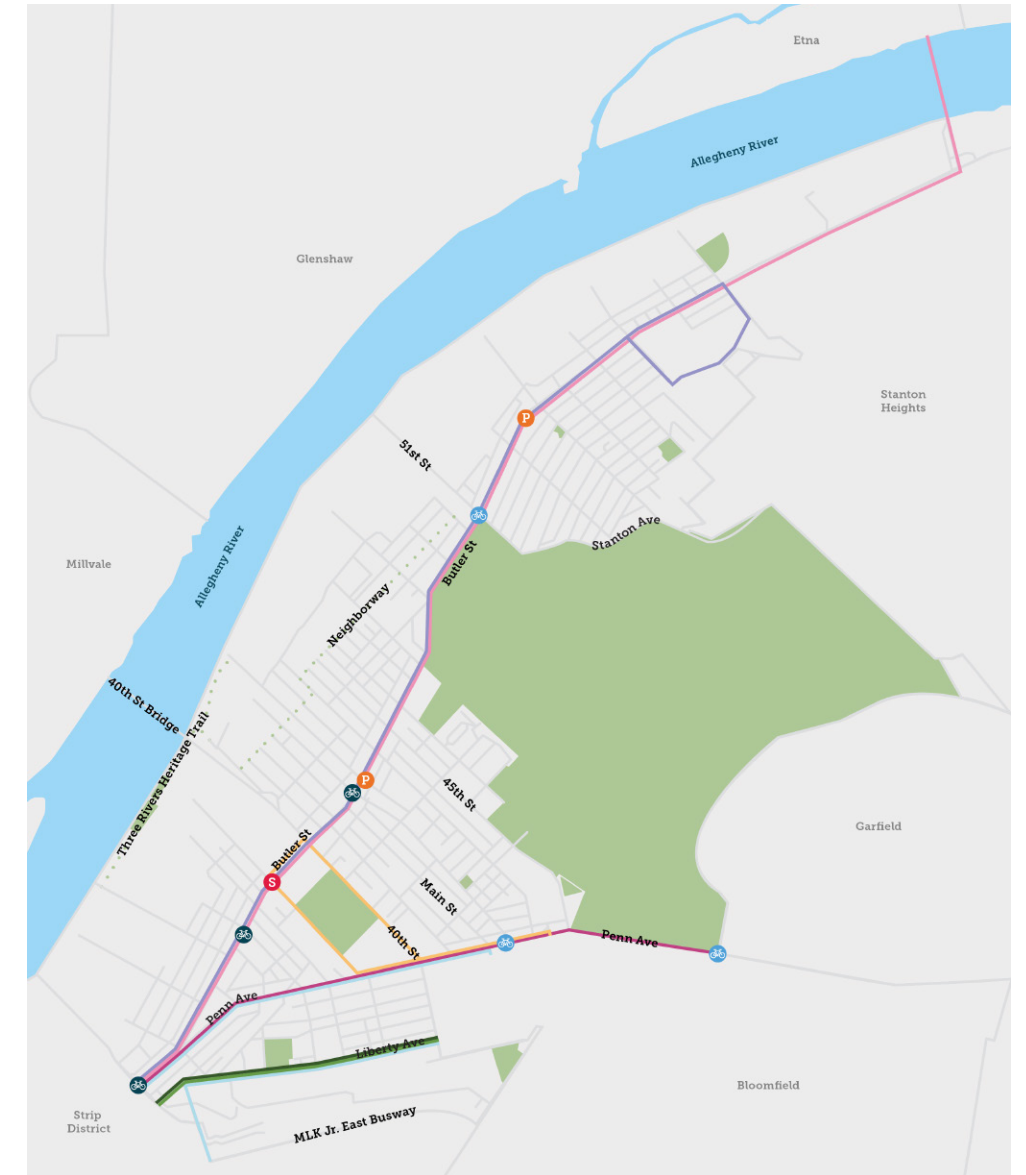 Etna
Allegheny River
Glenshaw
Stanton
Heights
51st St
Stanton Ave
Butler St
Millvale
Allegheny River
Neighborway
40th St Bridge
Three Rivers Heritage Trail
P
P
45th St
Garfield
Butler St
S
Main St
40th St
Penn Ave
Penn Ave
Liberty Ave
Bloomfield
Strip
District
MLK Jr. East Busway